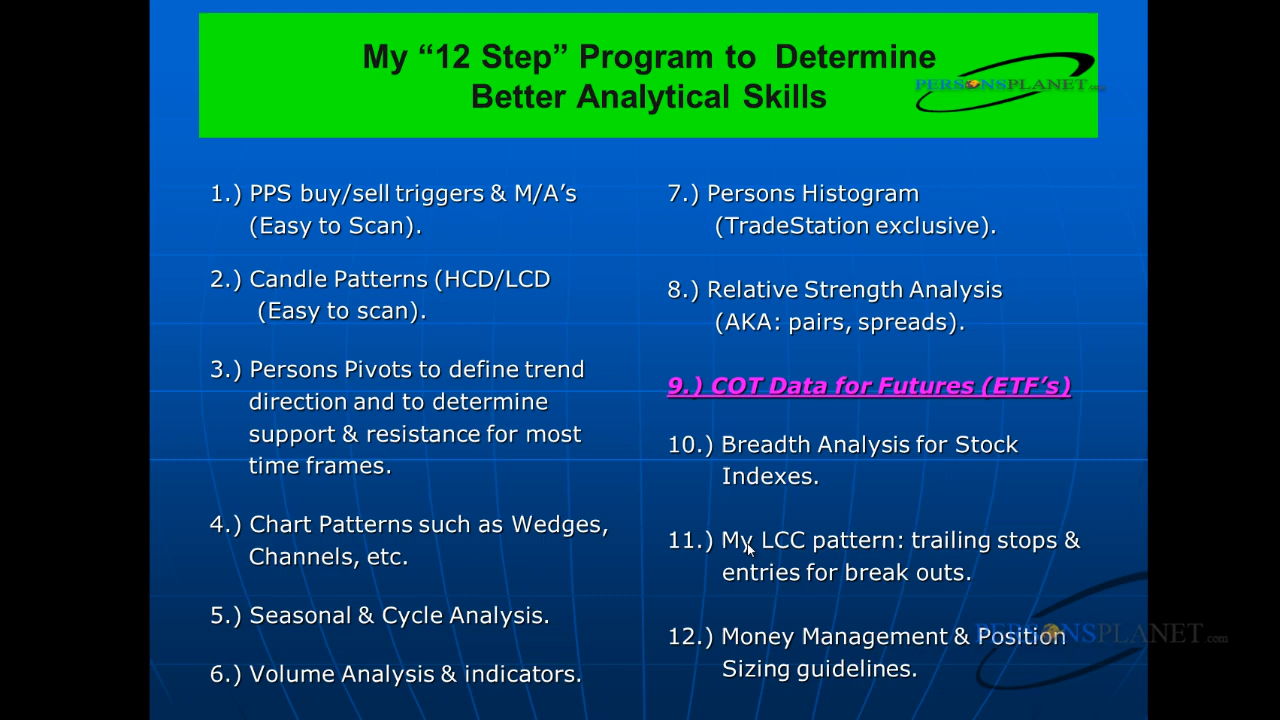 My “12 Step” Program to Determine
Better Analytical Skills
PERSONSPLANET.org
1.) PPS buy/sell triggers & M/A’s
(Easy to Scan).
2.) Candle Patterns (HCD/LCD
(Easy to scan).
3.) Persons Pivots to define trend
direction and to determine
support & resistance for most
time frames.
4.) Chart Patterns such as Wedges,
Channels, etc.
5.) Seasonal & Cycle Analysis.
6.) Volume Analysis & indicators.
7.) Persons Histogram
(TradeStation exclusive).
8.) Relative Strength Analysis
(AKA: pairs, spreads).
9.) COT Data for Futures (ETF’s)
10.) Breadth Analysis for Stock
Indexes.
11.) My LCC pattern: trailing stops &
entries for break outs.
12.) Money Management & Position
Sizing guidelines.
PERSONSPLANET.com